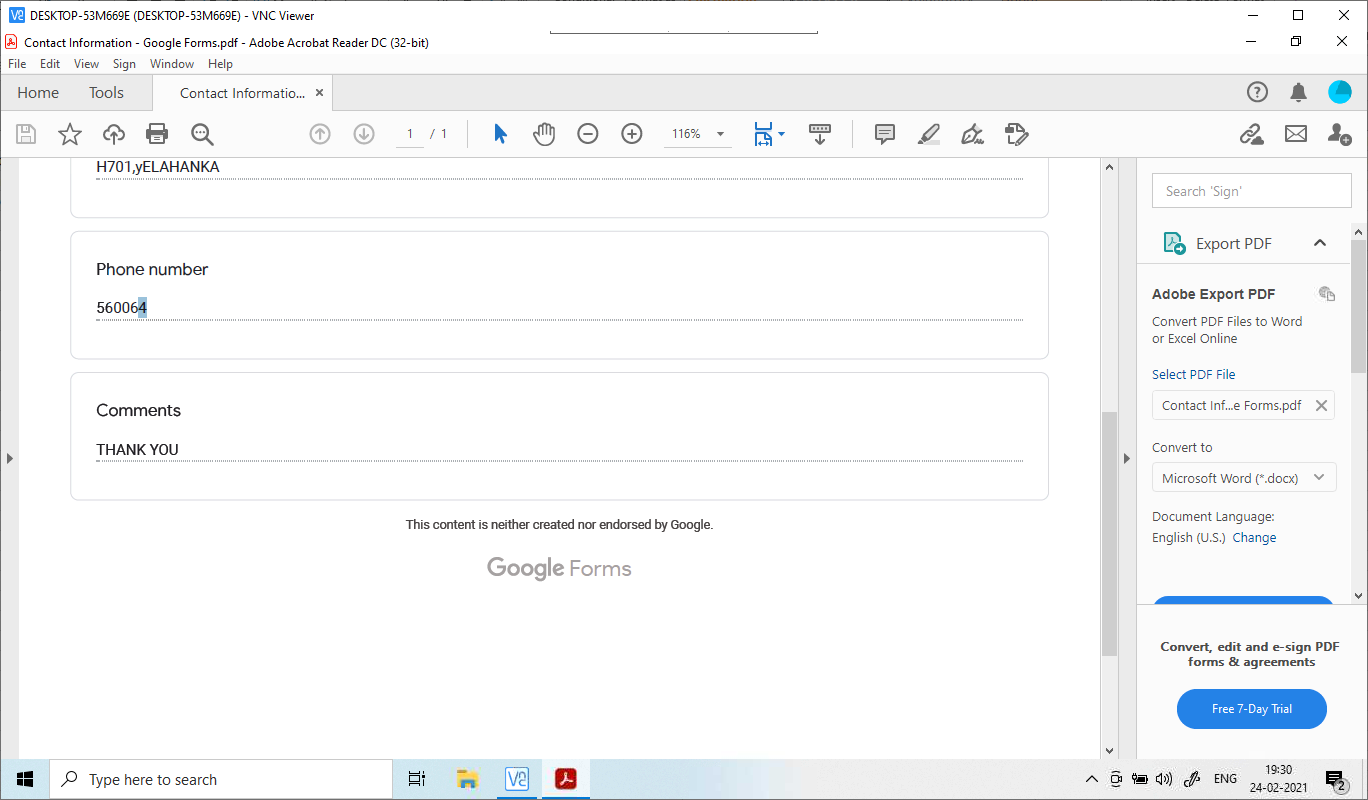 DESKTOP-53M669E (DESKTOP-53M669E) - VNC Viewer
Contact Information - Google Forms.pdf - Adobe Acrobat Reader DC (32-bit)
File Edit View Sign Window Help
Home Tools Contact Informatio... ×
1 / 1 116%
H701,yELAHANKA
Phone number
560064
Comments
THANK YOU
This content is neither created nor endorsed by Google.
Google Forms
Search 'Sign'
Export PDF
Adobe Export PDF
Convert PDF Files to Word
or Excel Online
Select PDF File
Contact Inf...e Forms.pdf
Convert to
Microsoft Word (*.docx)
Document Language:
English (U.S.) Change
Convert, edit and e-sign PDF
forms & agreements
Free 7-Day Trial
Type here to search
ENG
19:30
24-02-2021
2